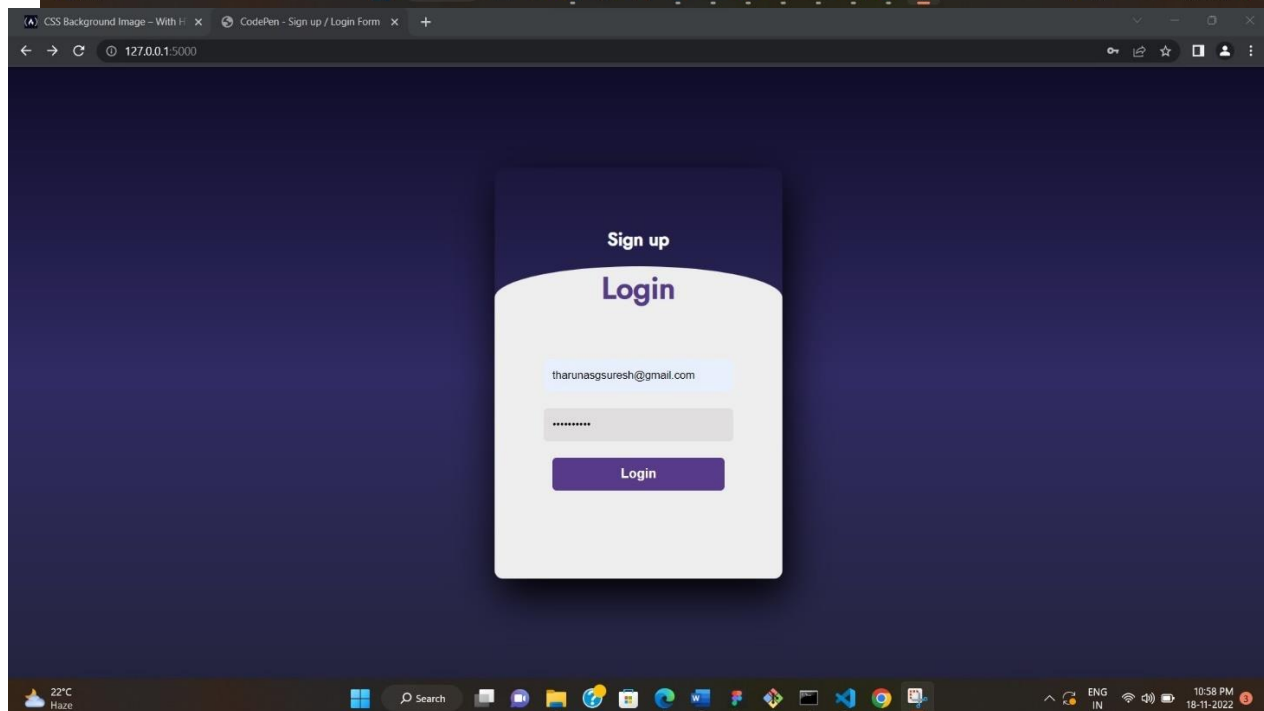 CSS Background Image – With H
CodePen - Sign up / Login Form
127.0.0.1:5000
Sign up
Login
tharunasgsuresh@gmail.com
••••••••••
Login
22°C
Haze
Search
ENG
IN
10:58 PM
18-11-2022
3